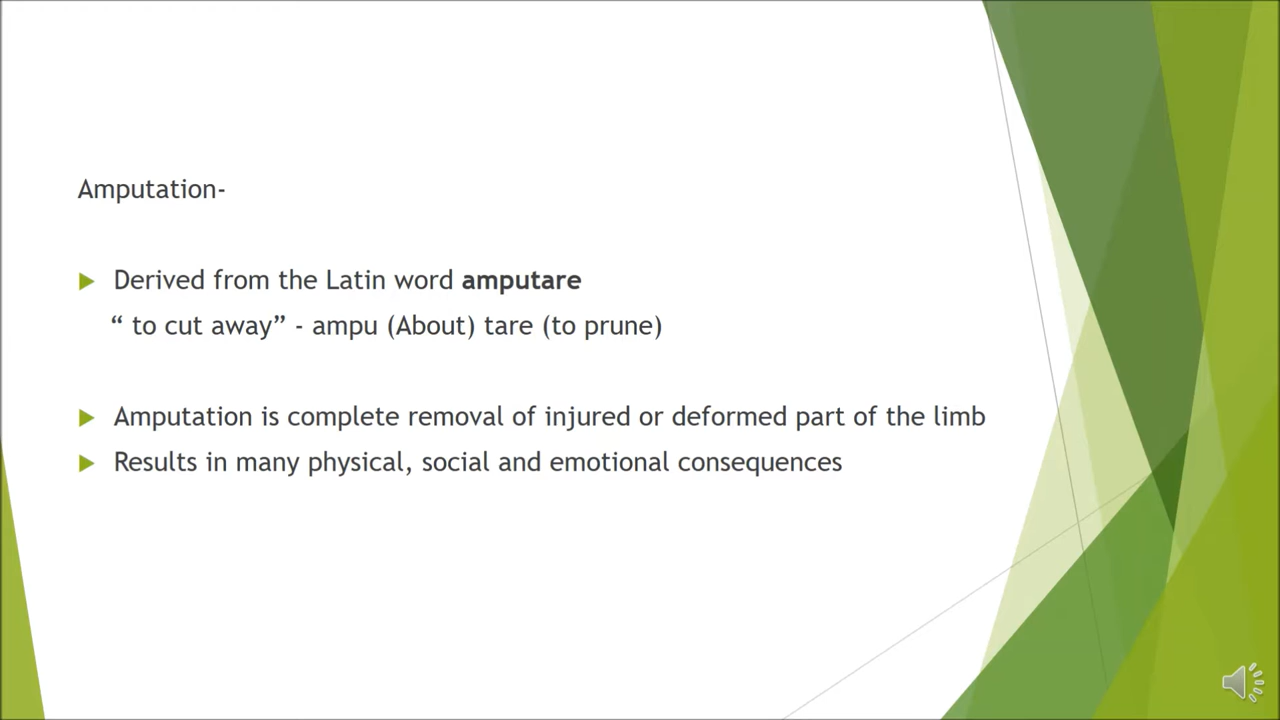 Amputation-
Derived from the Latin word amputare
“ to cut away” - ampu (About) tare (to prune)
Amputation is complete removal of injured or deformed part of the limb
Results in many physical, social and emotional consequences